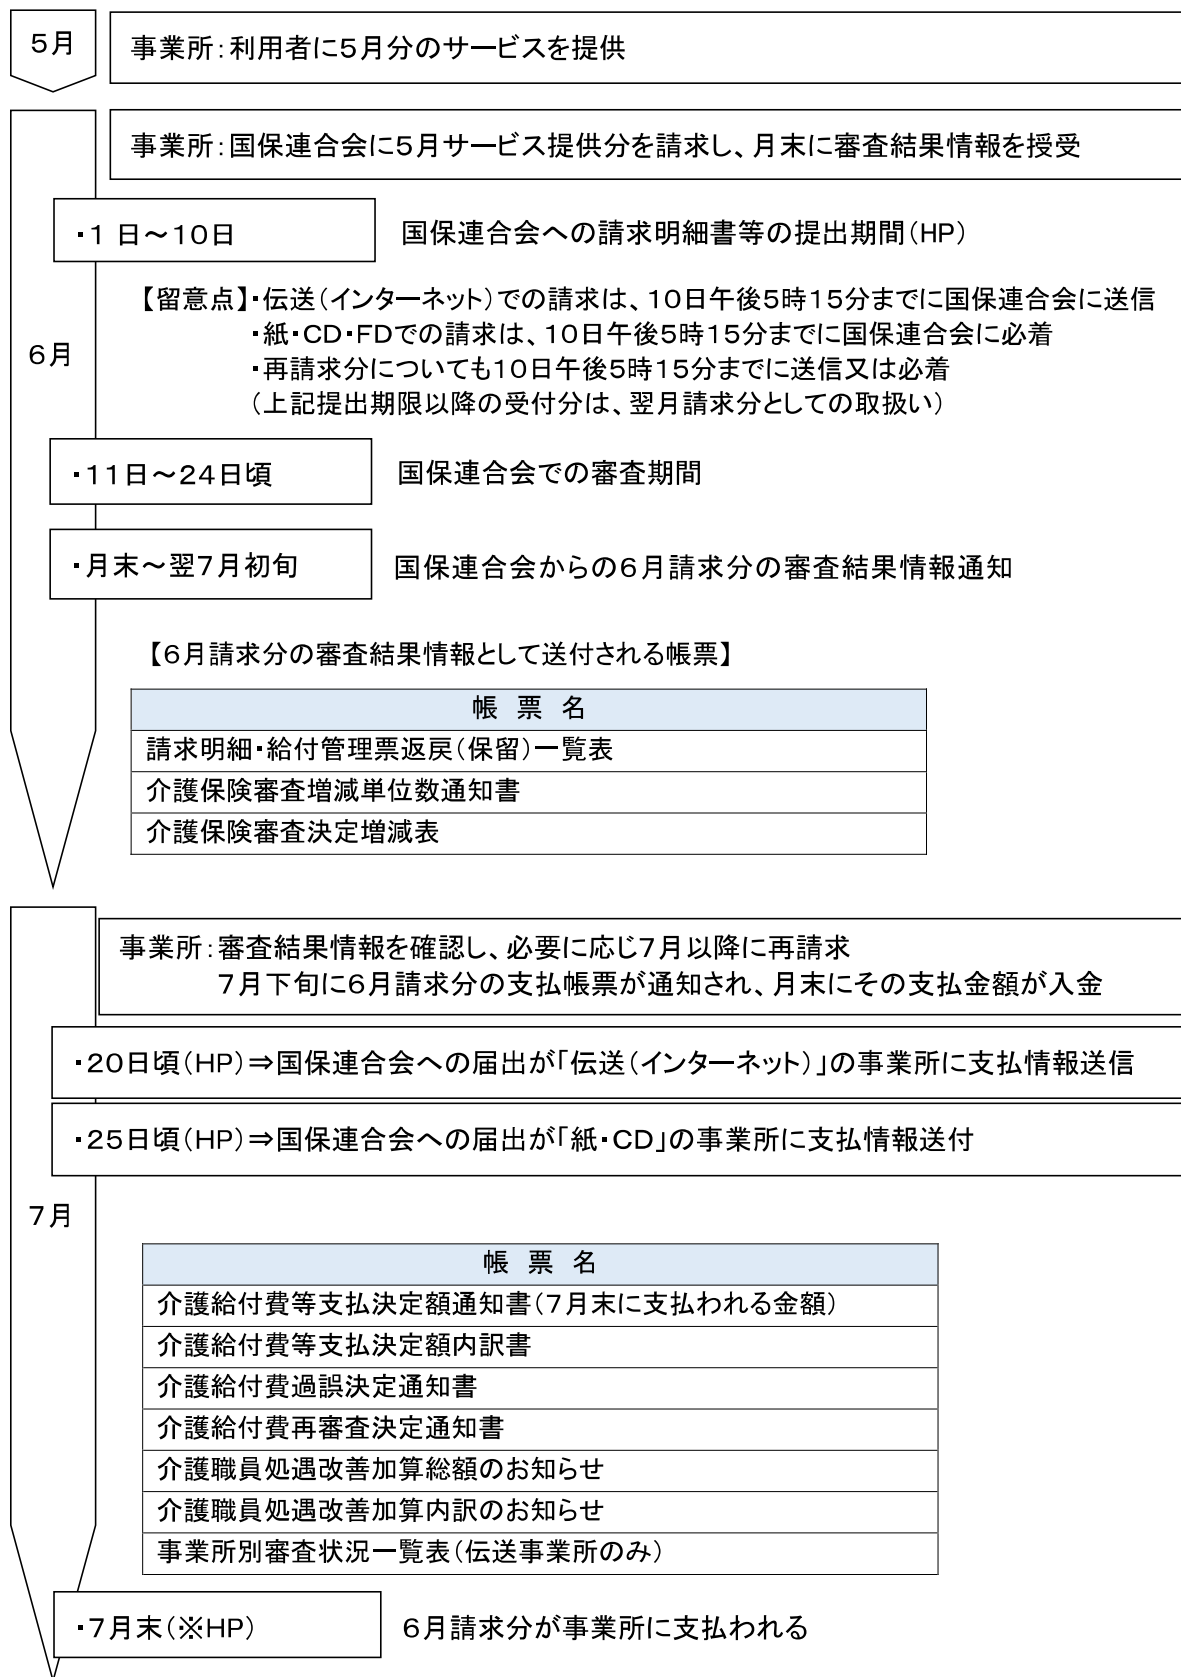 5月
事業所：利用者に5月分のサービスを提供
事業所：国保連合会に5月サービス提供分を請求し、月末に審査結果情報を授受
・1 日～10日
国保連合会への請求明細書等の提出期間（HP）
【留意点】・伝送（インターネット）での請求は、10日午後5時15分までに国保連合会に送信
・紙・CD・FDでの請求は、10日午後5時15分までに国保連合会に必着
6月
・再請求分についても10日午後5時15分までに送信又は必着
（上記提出期限以降の受付分は、翌月請求分としての取扱い）
・11日～24日頃
国保連合会での審査期間
・月末～翌7月初旬
国保連合会からの6月請求分の審査結果情報通知
【6月請求分の審査結果情報として送付される帳票】
帳 票 名
請求明細・給付管理票返戻（保留）一覧表
介護保険審査増減単位数通知書
介護保険審査決定増減表
事業所：審査結果情報を確認し、必要に応じ7月以降に再請求
7月下旬に6月請求分の支払帳票が通知され、月末にその支払金額が入金
・20日頃（HP）⇒国保連合会への届出が「伝送（インターネット）」の事業所に支払情報送信
・25日頃（HP）⇒国保連合会への届出が「紙・CD」の事業所に支払情報送付
7月
帳 票 名
介護給付費等支払決定額通知書（7月末に支払われる金額）
介護給付費等支払決定額内訳書
介護給付費過誤決定通知書
介護給付費再審査決定通知書
介護職員処遇改善加算総額のお知らせ
介護職員処遇改善加算内訳のお知らせ
事業所別審査状況一覧表（伝送事業所のみ）
・7月末（※HP）
6月請求分が事業所に支払われる